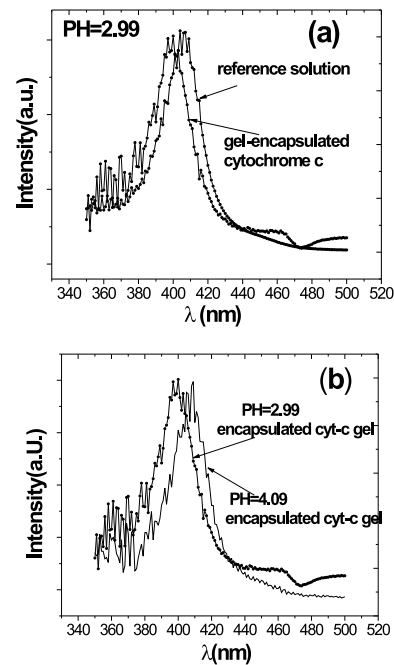 PH=2.99
(a)
reference solution
gel-encapsulated
cytochrome c
Intensity(a.u.)
340 360 380 400 420 440 460 480 500 520
λ (nm)
(b)
PH=2.99
encapsulated cyt-c gel
PH=4.09
encapsulated cyt-c gel
Intensity(a.U.)
340 360 380 400 420 440 460 480 500 520
λ (nm)